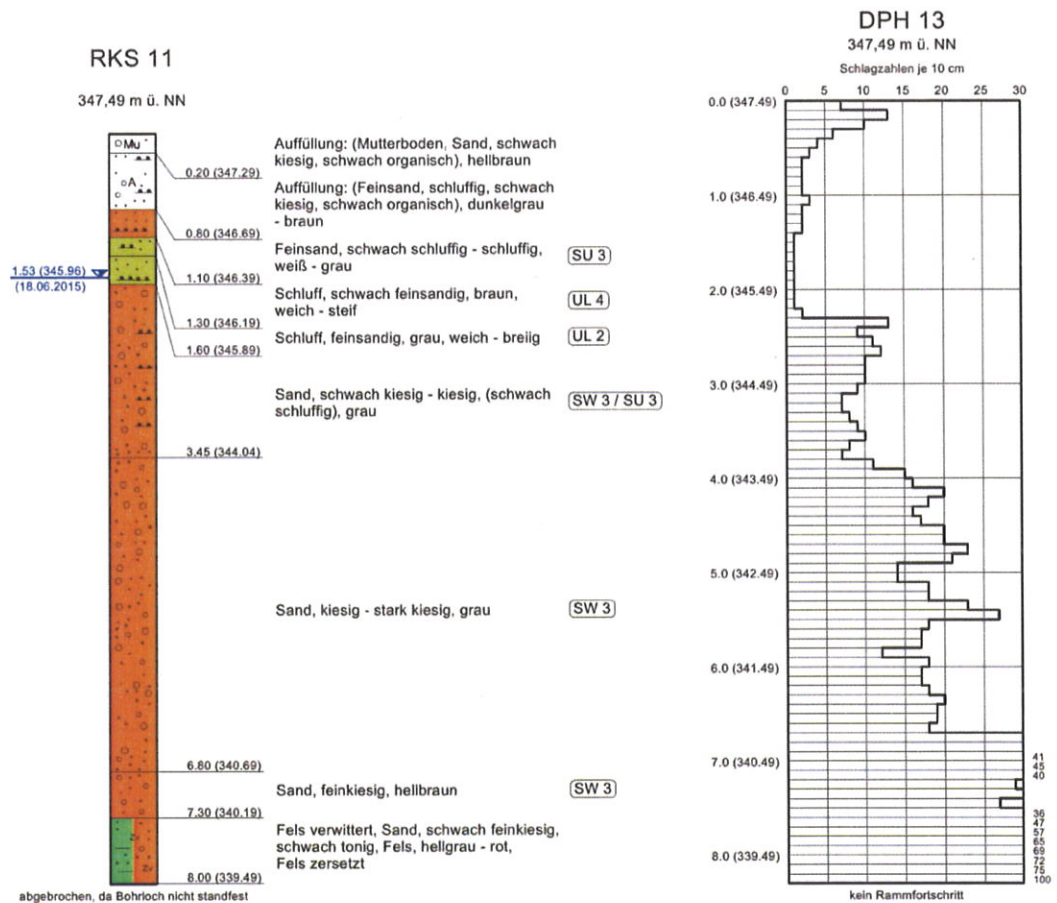 RKS 11
347,49 m ü. NN
Mu
A
0.20 (347.29)
0.80 (346.69)
1.53 (345.96)
(18.06.2015)
1.10 (346.39)
1.30 (346.19)
1.60 (345.89)
3.45 (344.04)
6.80 (340.69)
7.30 (340.19)
Z
Zv
8.00 (339.49)
abgebrochen, da Bohrloch nicht standfest
Auffüllung: (Mutterboden, Sand, schwach
kiesig, schwach organisch), hellbraun
Auffüllung: (Feinsand, schluffig, schwach
kiesig, schwach organisch), dunkelgrau
- braun
Feinsand, schwach schluffig - schluffig,
weiß - grau
SU 3
Schluff, schwach feinsandig, braun,
weich - steif
UL 4
Schluff, feinsandig, grau, weich - breiig
UL 2
Sand, schwach kiesig - kiesig, (schwach
schluffig), grau
SW 3 / SU 3
Sand, kiesig - stark kiesig, grau
SW 3
Sand, feinkiesig, hellbraun
SW 3
Fels verwittert, Sand, schwach feinkiesig,
schwach tonig, Fels, hellgrau - rot,
Fels zersetzt
DPH 13
347,49 m ü. NN
Schlagzahlen je 10 cm
0 5 10 15 20 25 30
0.0 (347.49)
1.0 (346.49)
2.0 (345.49)
3.0 (344.49)
4.0 (343.49)
5.0 (342.49)
6.0 (341.49)
7.0 (340.49)
8.0 (339.49)
41
45
40
36
47
57
65
69
72
75
100
kein Rammfortschritt